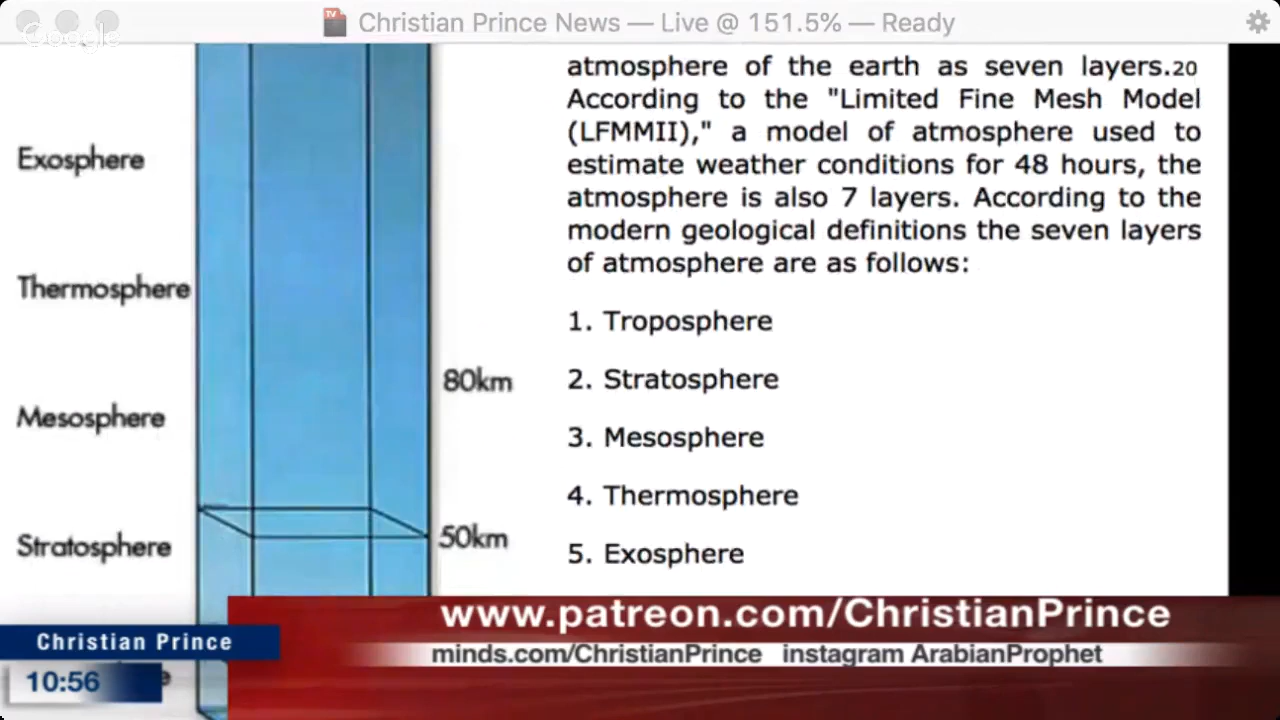 Christian Prince News — Live @ 151.5% — Ready
Google
atmosphere of the earth as seven layers.20
According to the "Limited Fine Mesh Model
(LFMMII)," a model of atmosphere used to
estimate weather conditions for 48 hours, the
atmosphere is also 7 layers. According to the
modern geological definitions the seven layers
of atmosphere are as follows:
1. Troposphere
2. Stratosphere
3. Mesosphere
4. Thermosphere
5. Exosphere
Exosphere
Thermosphere
80km
Mesosphere
50km
Stratosphere
www.patreon.com/ChristianPrince
Christian Prince
minds.com/ChristianPrince instagram ArabianProphet
10:56